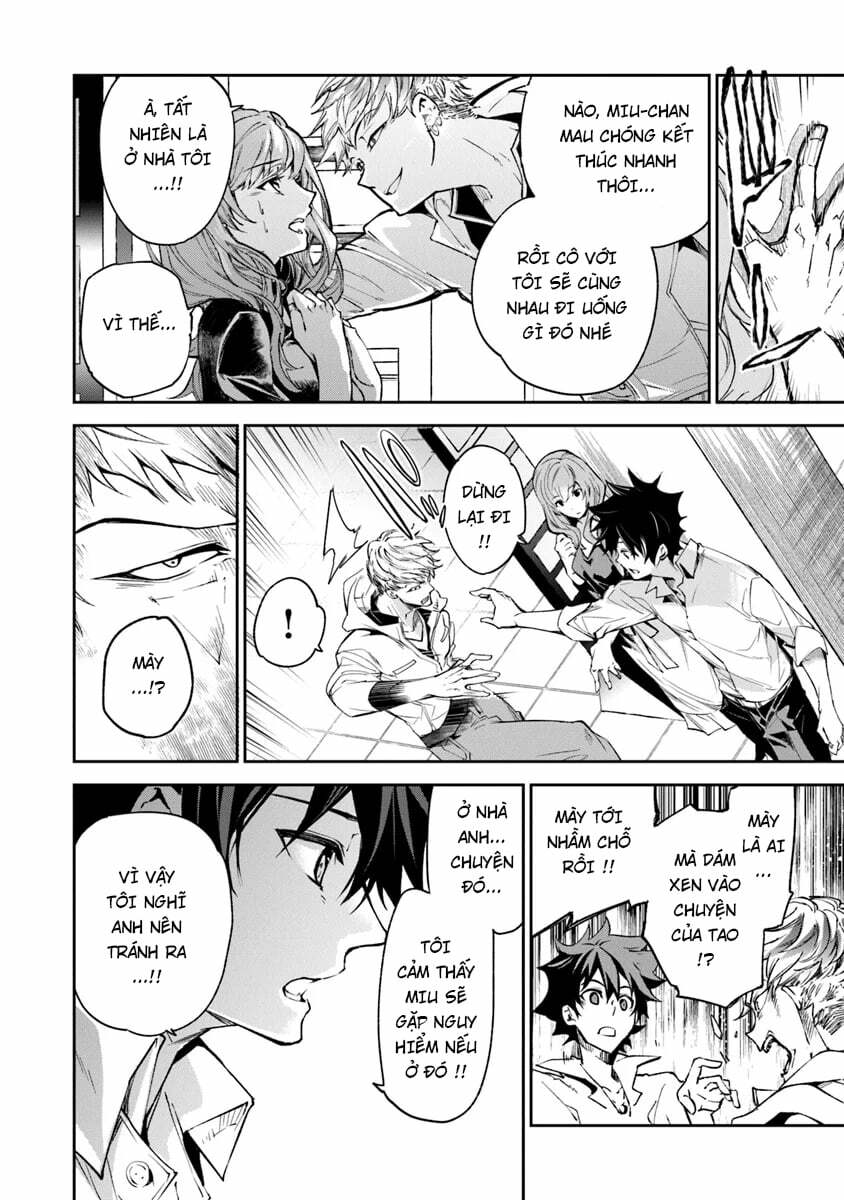 NÀO, MIU-CHAN
MAU CHÓNG KẾT
THÚC NHANH
THÔI...
RỒI CÔ VỚI
TÔI SẼ CÙNG
NHAU ĐI UỐNG
GÌ ĐÓ NHÉ
À, TẤT
NHIÊN LÀ
Ở NHÀ TÔI
...!!
VÌ THẾ...
DỪNG
LẠI ĐI
!!
!
MÀY
...!?
MÀY
LÀ AI
...
MÀ DÁM
XEN VÀO
CHUYỆN
CỦA TAO
!?
MÀY TỚI
NHẦM CHỖ
RỒI !!
Ở NHÀ
ANH...
CHUYỆN
ĐÓ...
TÔI
CẢM THẤY
MIU SẼ
GẶP NGUY
HIỂM NẾU
Ở ĐÓ !!
VÌ VẬY
TÔI NGHĨ
ANH NÊN
TRÁNH RA
...!!